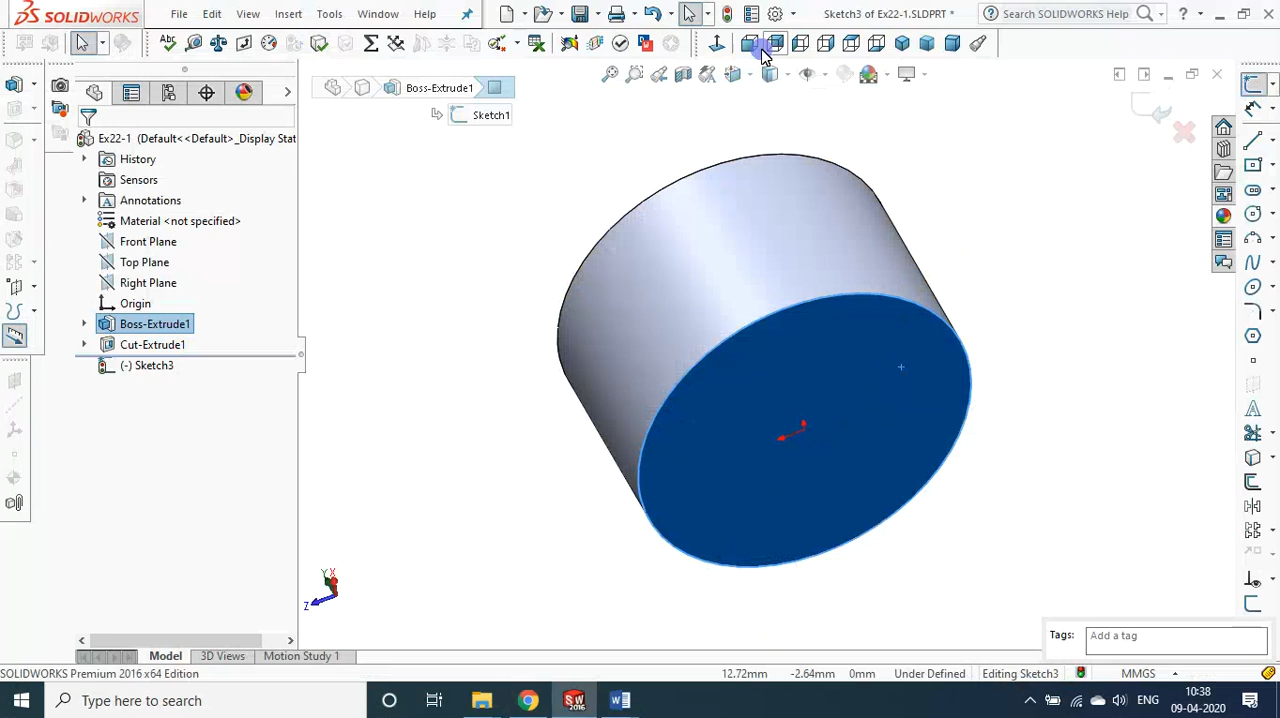 SOLIDWORKS
File
Edit
View
Insert
Tools
Window
Help
Sketch3 of Ex22-1.SLDPRT *
Search SOLIDWORKS Help
Boss-Extrude1
Sketch1
Ex22-1 (Default<<Default>_Display Stat
History
Sensors
Annotations
Material <not specified>
Front Plane
Top Plane
Right Plane
Origin
Boss-Extrude1
Cut-Extrude1
(-) Sketch3
Y X
Z
Tags: Add a tag
Model
3D Views
Motion Study 1
SOLIDWORKS Premium 2016 x64 Edition
12.72mm
-2.64mm
0mm
Under Defined
Editing Sketch3
MMGS
Type here to search
SW
2016
ENG
10:38
09-04-2020